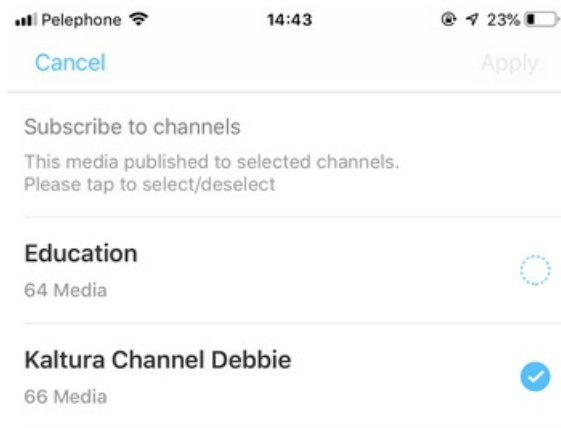 Pelephone 14:43 23%
Cancel Apply
Subscribe to channels
This media published to selected channels.
Please tap to select/deselect
Education
64 Media
Kaltura Channel Debbie
66 Media